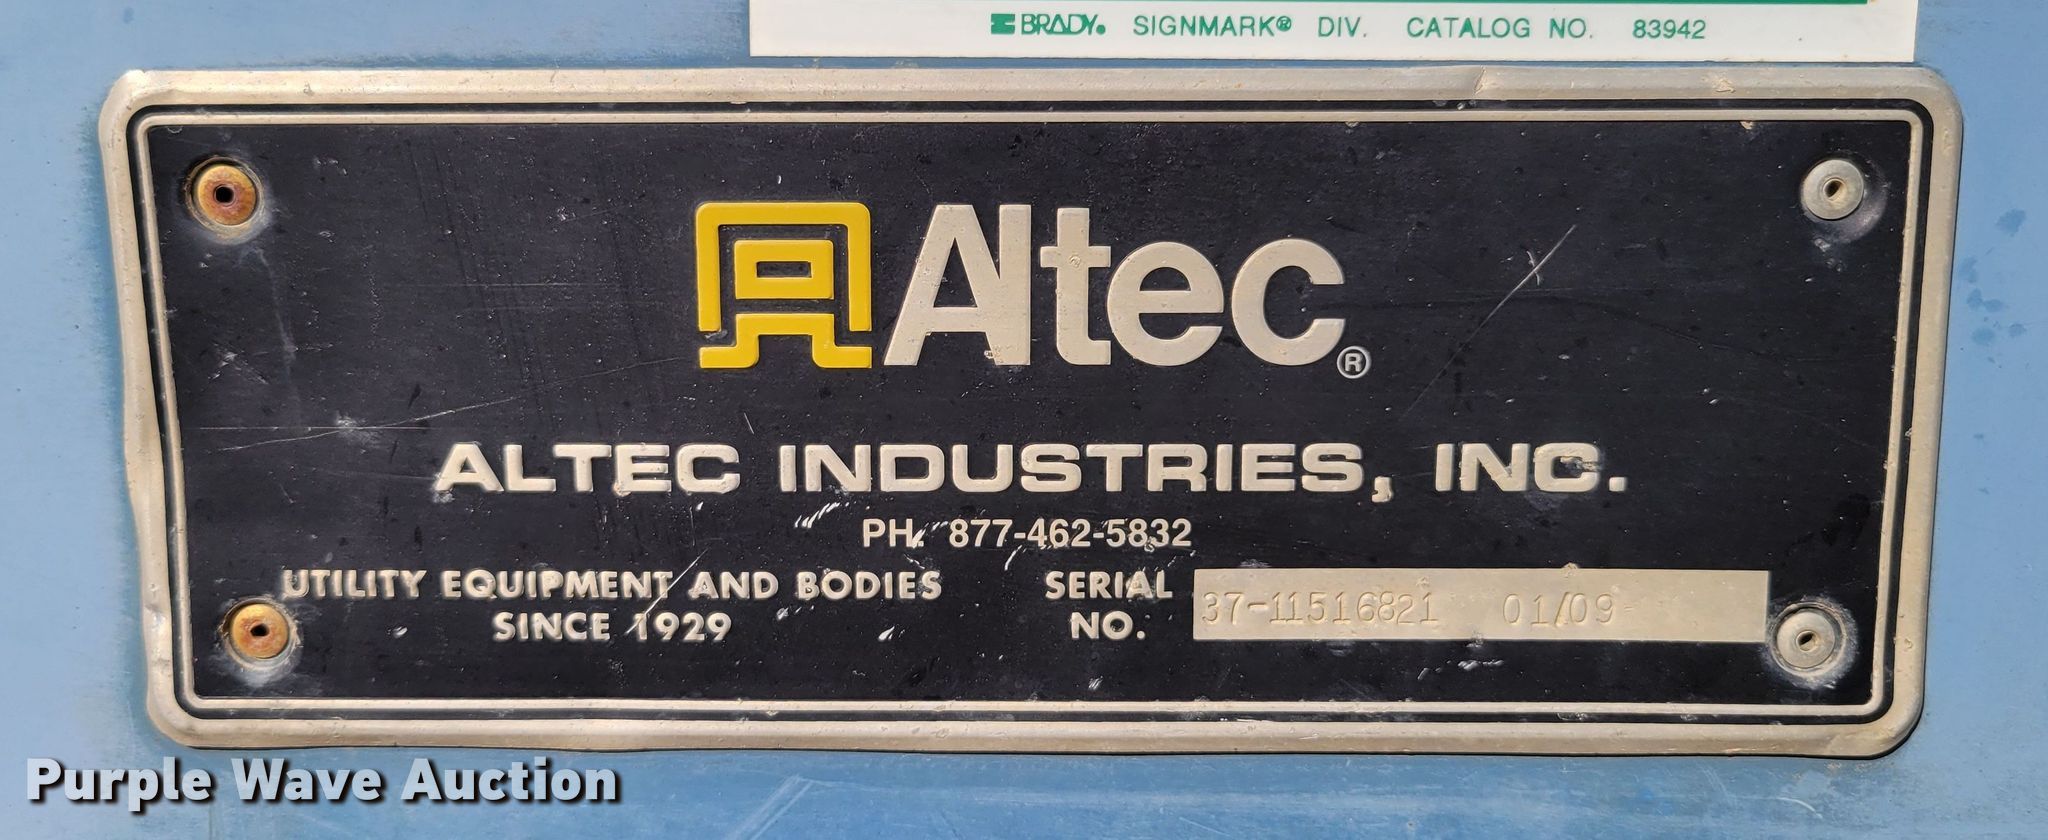 BRADY® SIGNMARK® DIV. CATALOG NO. 83942
Altec®
ALTEC INDUSTRIES, INC.
PH. 877-462-5832
UTILITY EQUIPMENT AND BODIES
SINCE 1929
SERIAL
NO.
37-11516821 01/09
Purple Wave Auction